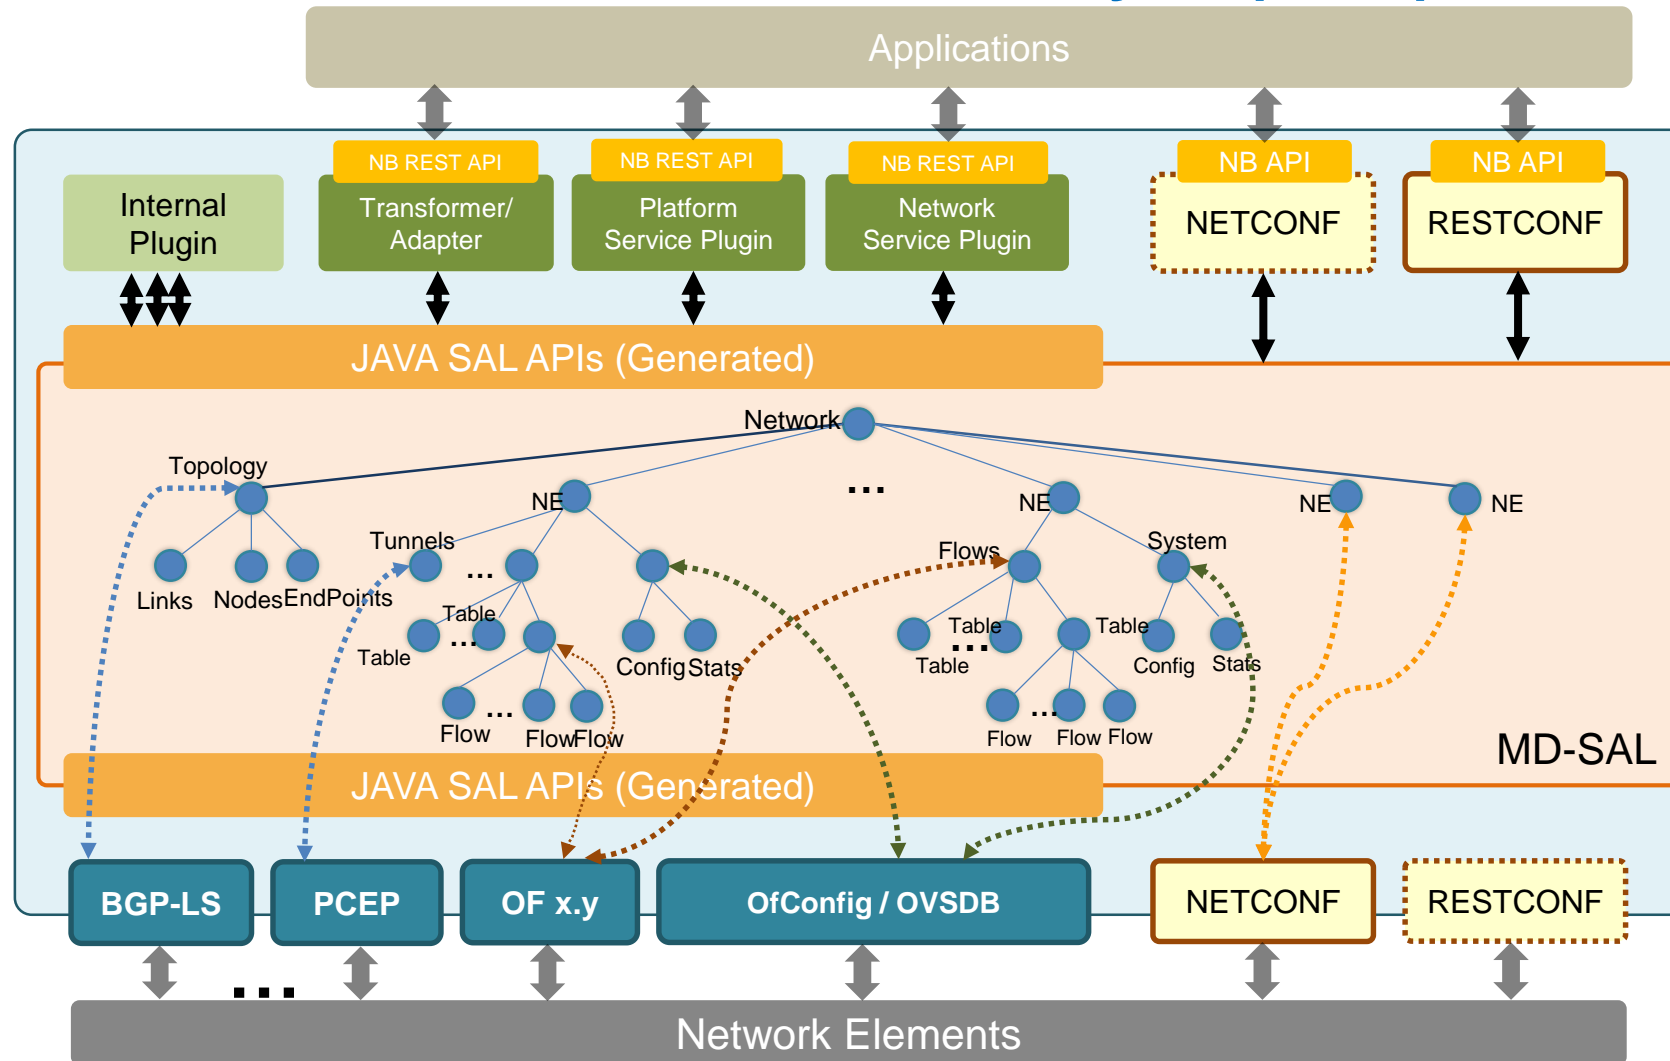 Applications
NB REST API
NB REST API
NB REST API
NB API
NB API
Internal
Plugin
Transformer/
Adapter
Platform
Service Plugin
Network
Service Plugin
NETCONF
RESTCONF
JAVA SAL APIs (Generated)
Network
Topology
NE
...
NE
NE
NE
Tunnels
...
Flows
System
Links
Nodes
EndPoints
Table
...
Table
Config
Stats
Table
...
Table
Table
Config
Stats
Flow
...
Flow
Flow
Flow
...
Flow
Flow
MD-SAL
JAVA SAL APIs (Generated)
BGP-LS
PCEP
OF x.y
OfConfig / OVSDB
NETCONF
RESTCONF
...
Network Elements